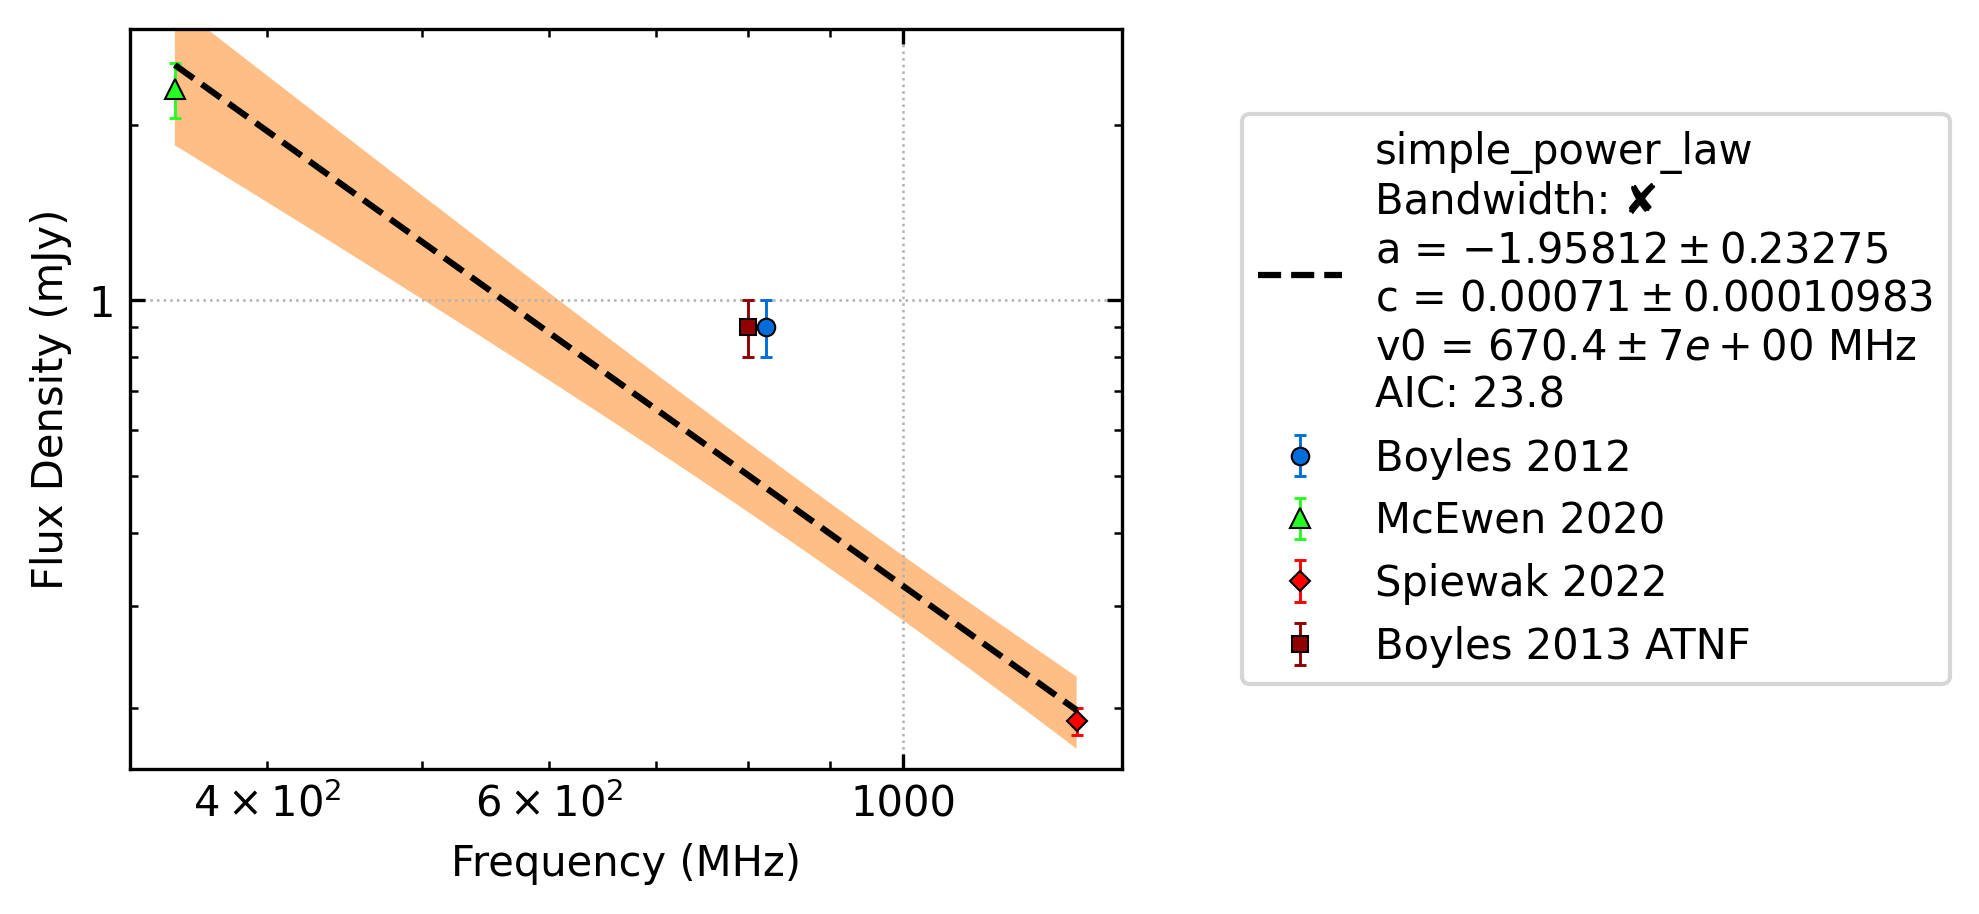 Flux Density (mJy)
1
4 × 10²
6 × 10²
1000
Frequency (MHz)
simple_power_law
Bandwidth: ✘
a = −1.95812 ± 0.23275
c = 0.00071 ± 0.00010983
v0 = 670.4 ± 7e + 00 MHz
AIC: 23.8
Boyles 2012
McEwen 2020
Spiewak 2022
Boyles 2013 ATNF